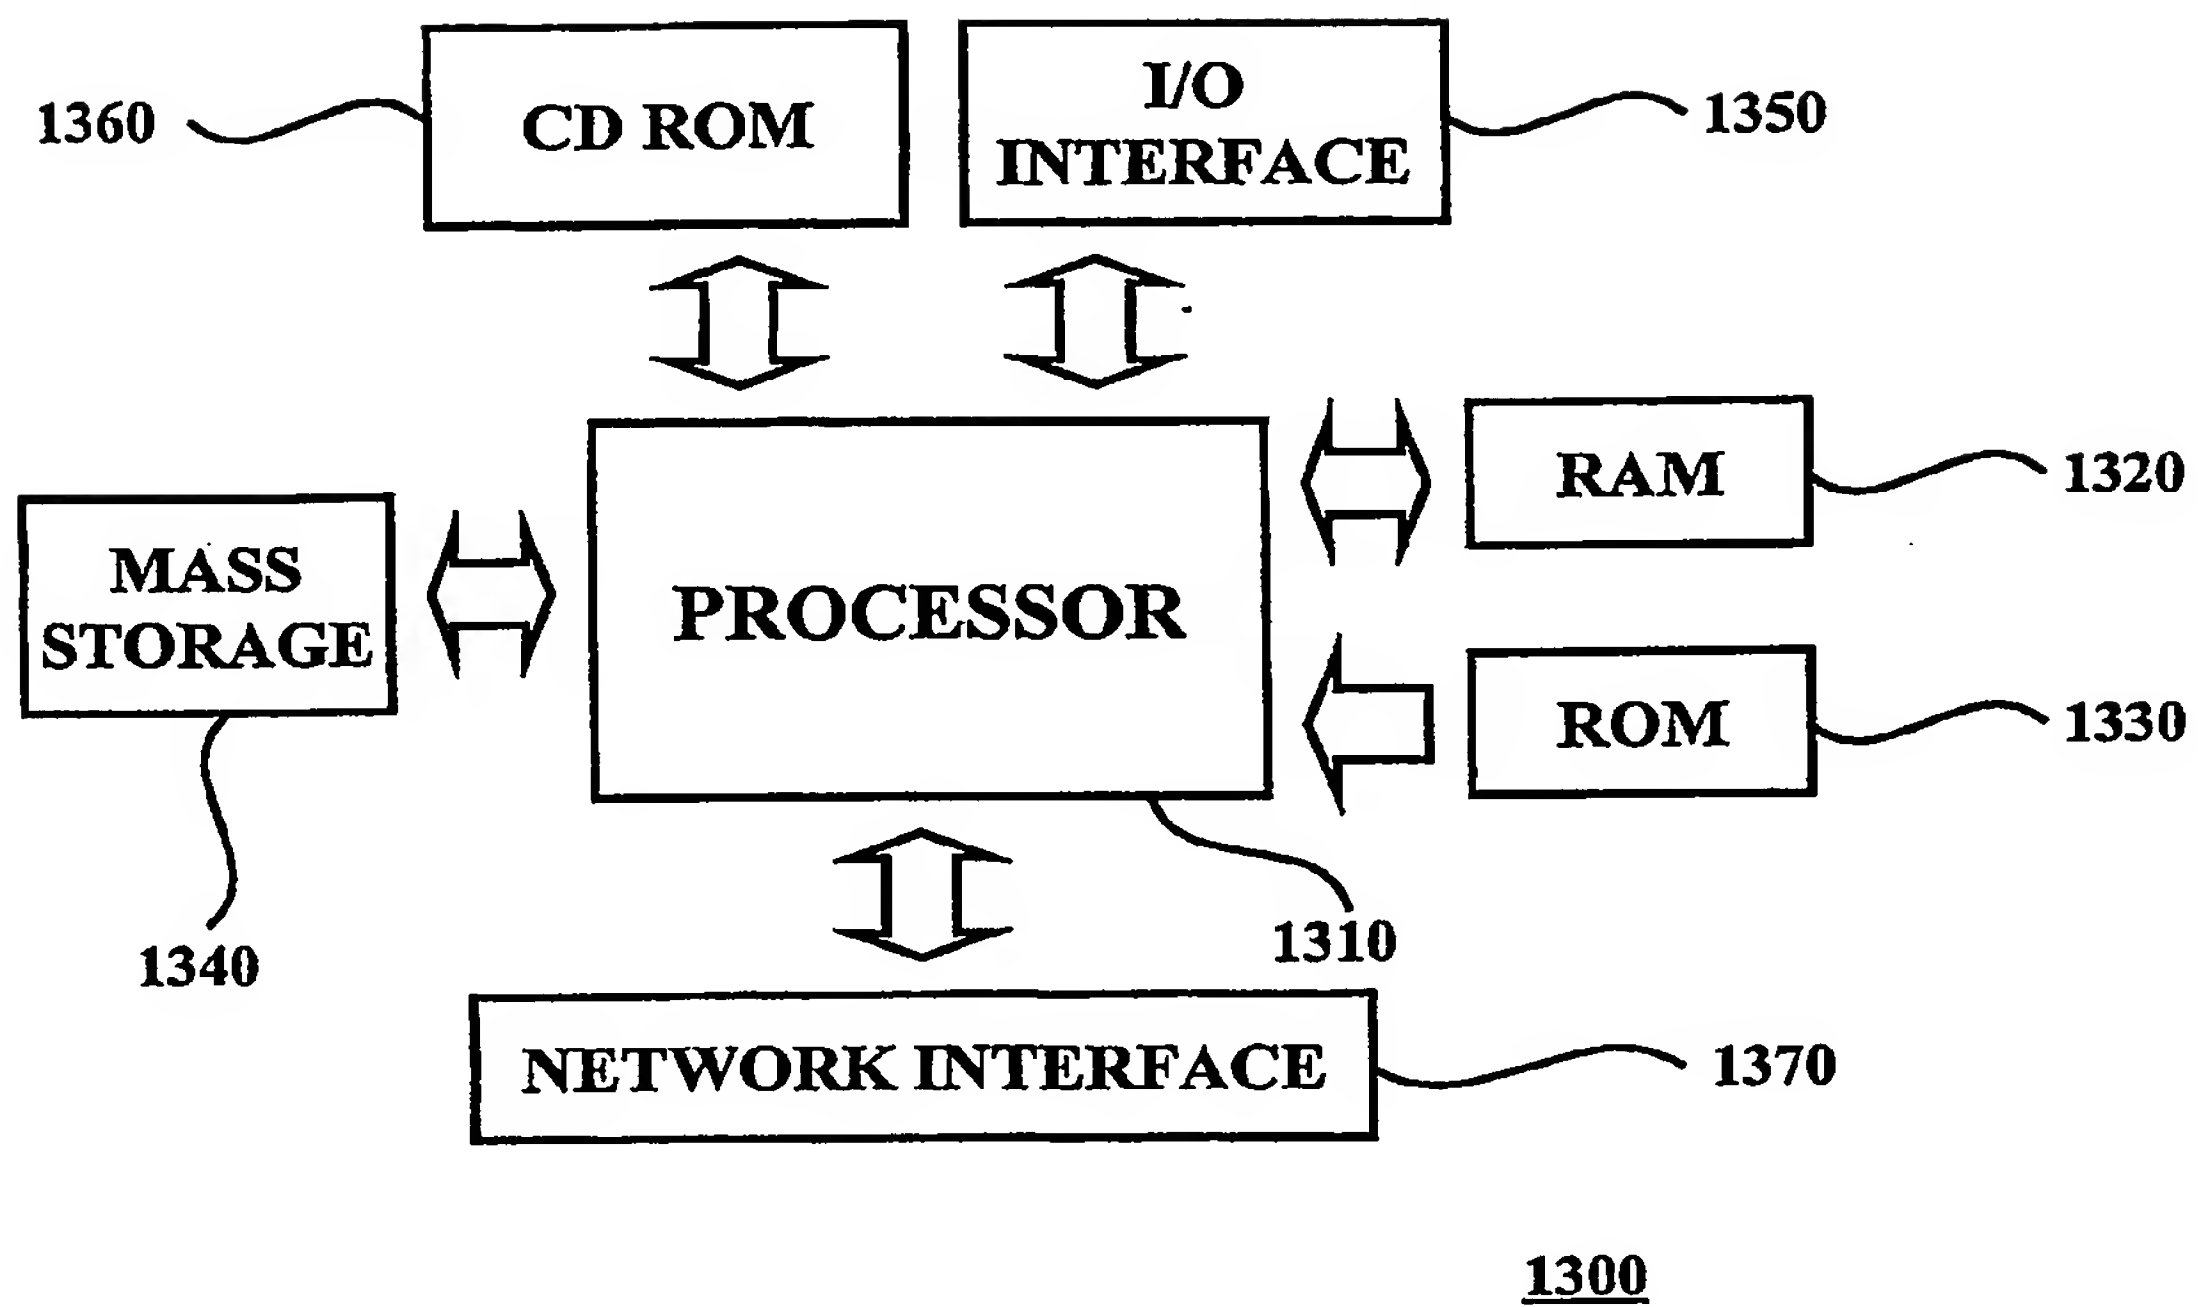 1360
CD ROM
I/O
INTERFACE
1350
RAM
1320
MASS
STORAGE
PROCESSOR
ROM
1330
1340
1310
NETWORK INTERFACE
1370
1300